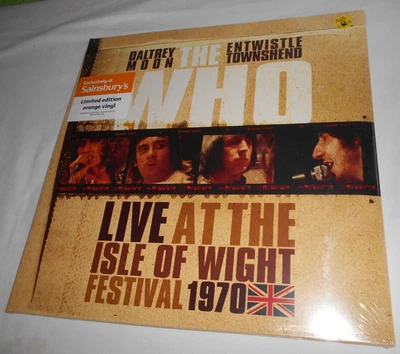 DALTREY THE ENTWISTLE
MOON TOWNSHEND
WHO
Exclusively at
Sainsbury's
Limited edition
orange vinyl
LIVE AT THE
ISLE OF WIGHT
FESTIVAL 1970